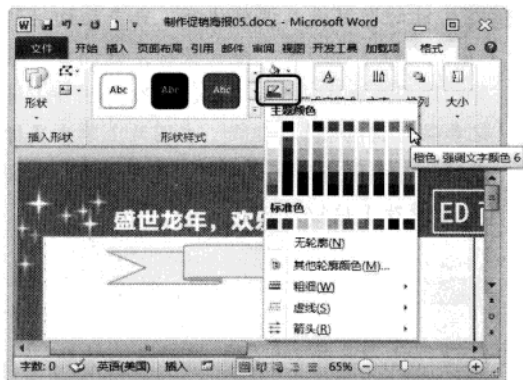 制作促销海报05.docx - Microsoft Word
文件 开始 插入 页面布局 引用 邮件 审阅 视图 开发工具 加载项 格式
Abc Abc Abc
形状 大小
插入形状 形状样式
主题颜色
橙色, 强调文字颜色 6
标准色
盛世龙年，欢
ED
无轮廓(N)
其他轮廓颜色(M)...
粗细(W)
虚线(S)
箭头(R)
字数: 0 英语(美国) 插入 65%